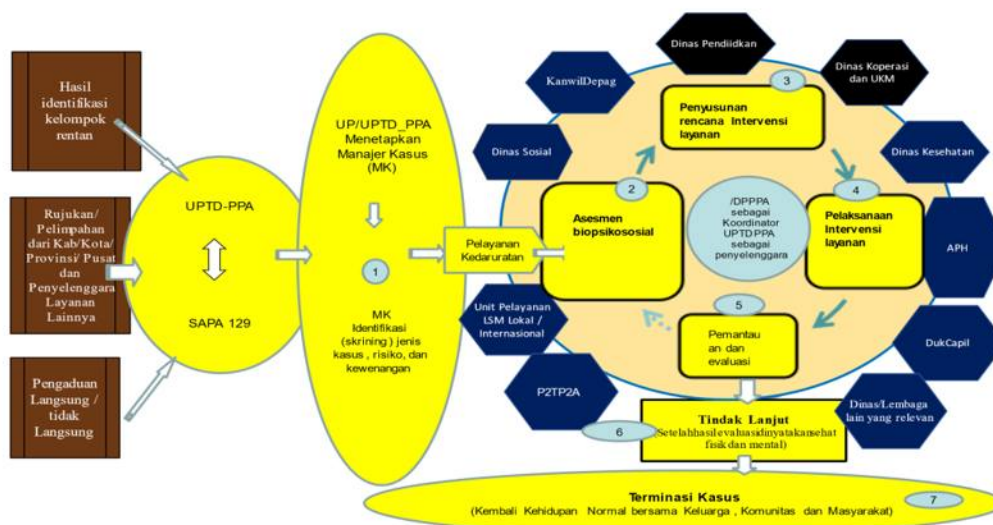 Hasil
identifikasi
kelompok
rentan
Rujukan/
Pelimpahan
dari Kab/Kota/
Provinsi/ Pusat
dan
Penyelenggara
Layanan
Lainnya
Pengaduan
Langsung /
tidak
Langsung
UPTD-PPA
SAPA 129
UP/UPTD_PPA
Menetapkan
Manajer Kasus
(MK)
1
MK
Identifikasi
(skrining) jenis
kasus , risiko, dan
kewenangan
Pelayanan
Kedaruratan
Dinas Pendiidkan
Dinas Koperasi
dan UKM
KanwilDepag
Dinas Sosial
Dinas Kesehatan
APH
DukCapil
Dinas/Lembaga
lain yang relevan
Unit Pelayanan
LSM Lokal /
Internasional
P2TP2A
2
Asesmen
biopsikososial
3
Penyusunan
rencana Intervensi
layanan
4
Pelaksanaan
Intervensi
layanan
/DPPPA
sebagai
Koordinator
UPTDPPA
sebagai
penyelenggara
5
Pemantau
an dan
evaluasi
6
Tindak Lanjut
(Setelahhasilevaluasidinyatakansehat
fisik dan mental)
Terminasi Kasus
7
(Kembali Kehidupan Normal bersama Keluarga , Komunitas dan Masyarakat)